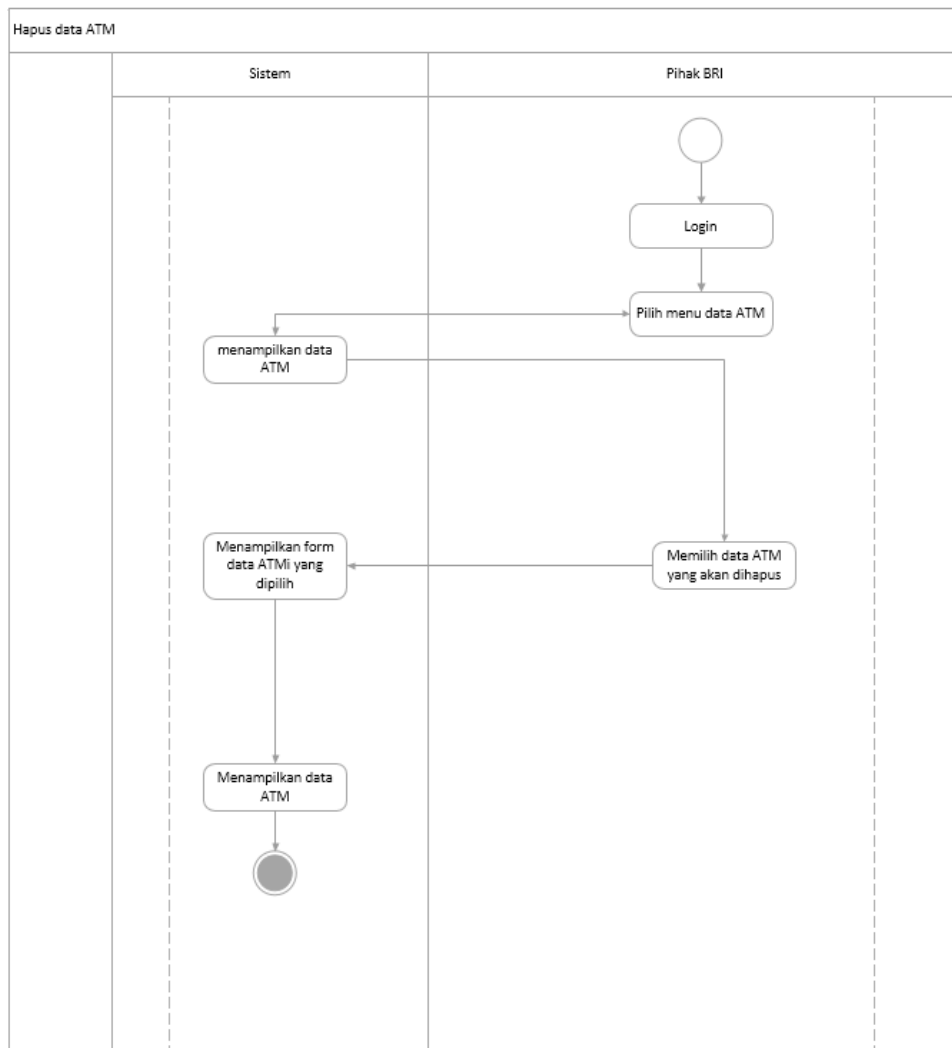 Hapus data ATM
Sistem
Pihak BRI
Login
Pilih menu data ATM
menampilkan data
ATM
Memilih data ATM
yang akan dihapus
Menampilkan form
data ATMi yang
dipilih
Menampilkan data
ATM